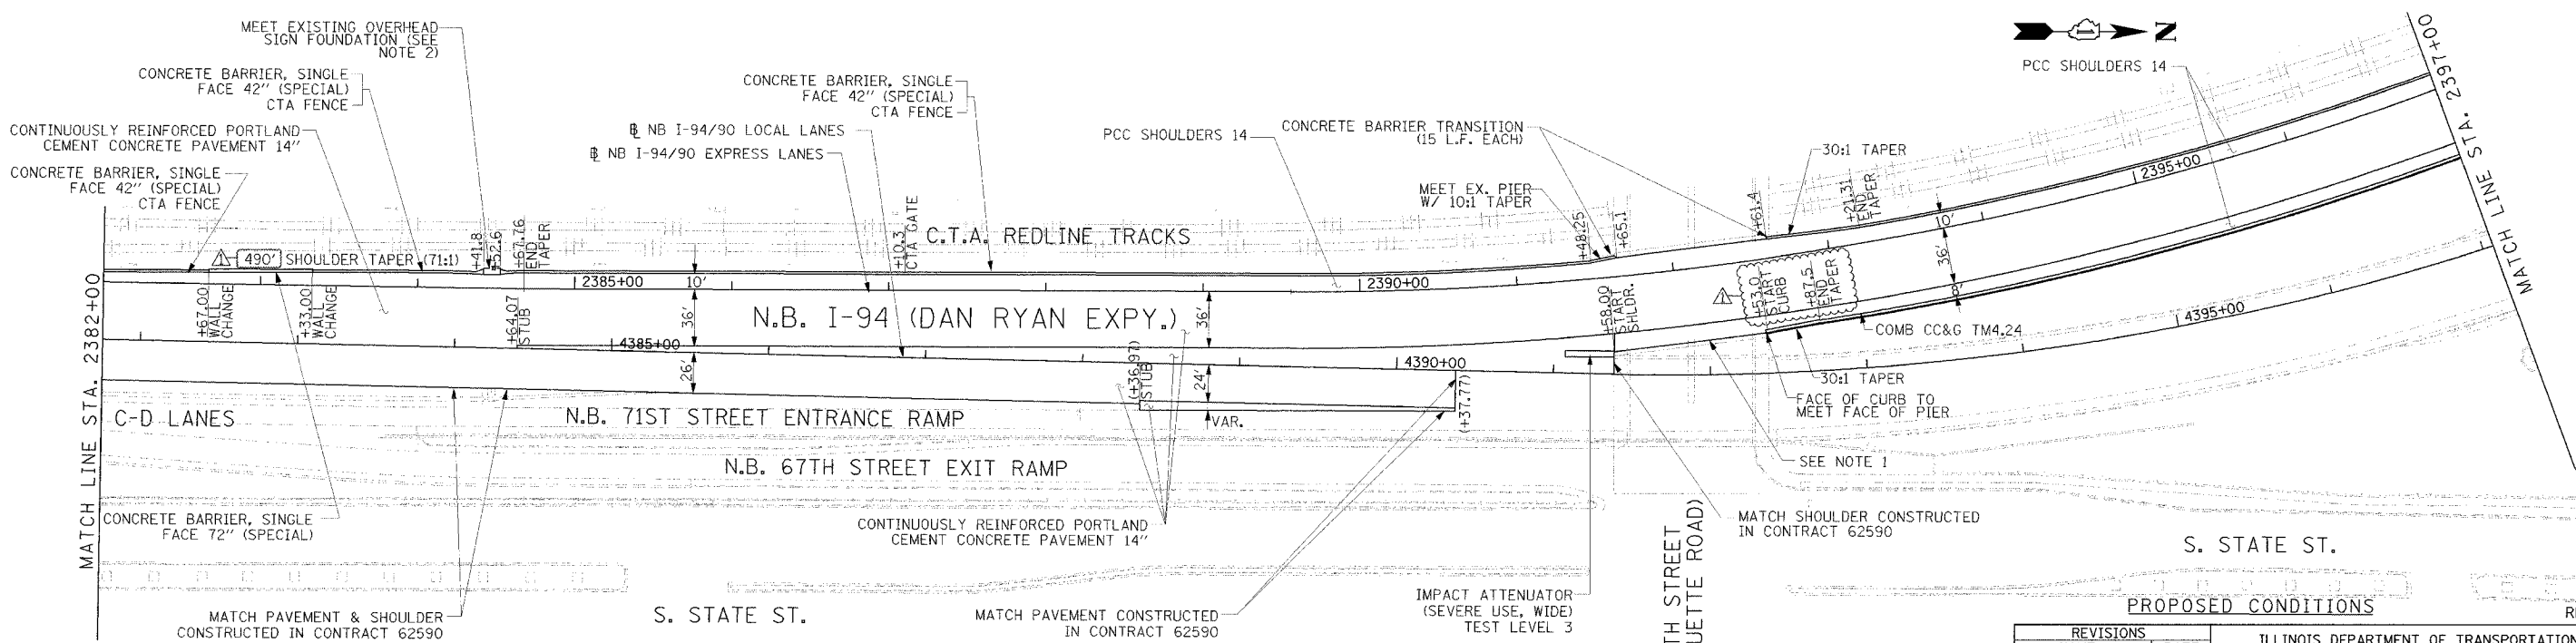 MEET EXISTING OVERHEAD
SIGN FOUNDATION (SEE
NOTE 2)
CONCRETE BARRIER, SINGLE
FACE 42" (SPECIAL)
CTA FENCE
CONTINUOUSLY REINFORCED PORTLAND
CEMENT CONCRETE PAVEMENT 14"
CONCRETE BARRIER, SINGLE
FACE 42" (SPECIAL)
CTA FENCE
CONCRETE BARRIER, SINGLE
FACE 42" (SPECIAL)
CTA FENCE
NB I-94/90 LOCAL LANES
NB I-94/90 EXPRESS LANES
PCC SHOULDERS 14
CONCRETE BARRIER TRANSITION
(15 L.F. EACH)
MEET EX. PIER
W/ 10:1 TAPER
30:1 TAPER
N
PCC SHOULDERS 14
MATCH LINE STA. 2397+00
MATCH LINE STA. 2382+00
1 490' SHOULDER TAPER (71:1)
+67.00
WALL
CHANGE
+33.00
WALL
CHANGE
+41.8
+52.6
+67.76
END
TAPER
+64.07
STUB
+10.3
CTA GATE
C.T.A. REDLINE TRACKS
+48.25
+65.1
+61.4
+21.31
END
TAPER
2385+00
10'
2390+00
2395+00
10'
36'
36'
36'
8'
N.B. I-94 (DAN RYAN EXPY.)
+58.00
START
SHLDR.
1
+53.00
START
CURB
+87.5
END
TAPER
4385+00
4390+00
4395+00
26'
24'
(+36.97)
STUB
(+37.77)
VAR.
COMB CC&G TM4.24
30:1 TAPER
FACE OF CURB TO
MEET FACE OF PIER
SEE NOTE 1
C-D LANES
N.B. 71ST STREET ENTRANCE RAMP
N.B. 67TH STREET EXIT RAMP
CONCRETE BARRIER, SINGLE
FACE 72" (SPECIAL)
CONTINUOUSLY REINFORCED PORTLAND
CEMENT CONCRETE PAVEMENT 14"
MATCH SHOULDER CONSTRUCTED
IN CONTRACT 62590
S. STATE ST.
MATCH PAVEMENT & SHOULDER
CONSTRUCTED IN CONTRACT 62590
S. STATE ST.
MATCH PAVEMENT CONSTRUCTED
IN CONTRACT 62590
IMPACT ATTENUATOR
(SEVERE USE, WIDE)
TEST LEVEL 3
TH STREET
UETTE ROAD)
PROPOSED CONDITIONS
REVISIONS
ILLINOIS DEPARTMENT OF TRANSPORTATION